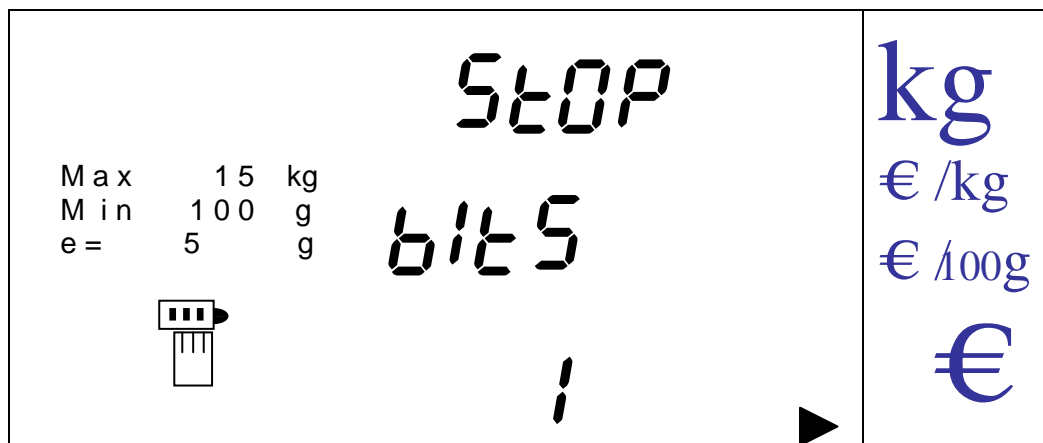 StOP
Max 15 kg
Min 100 g
e= 5 g
bItS
1
kg
€ /kg
€ /100g
€